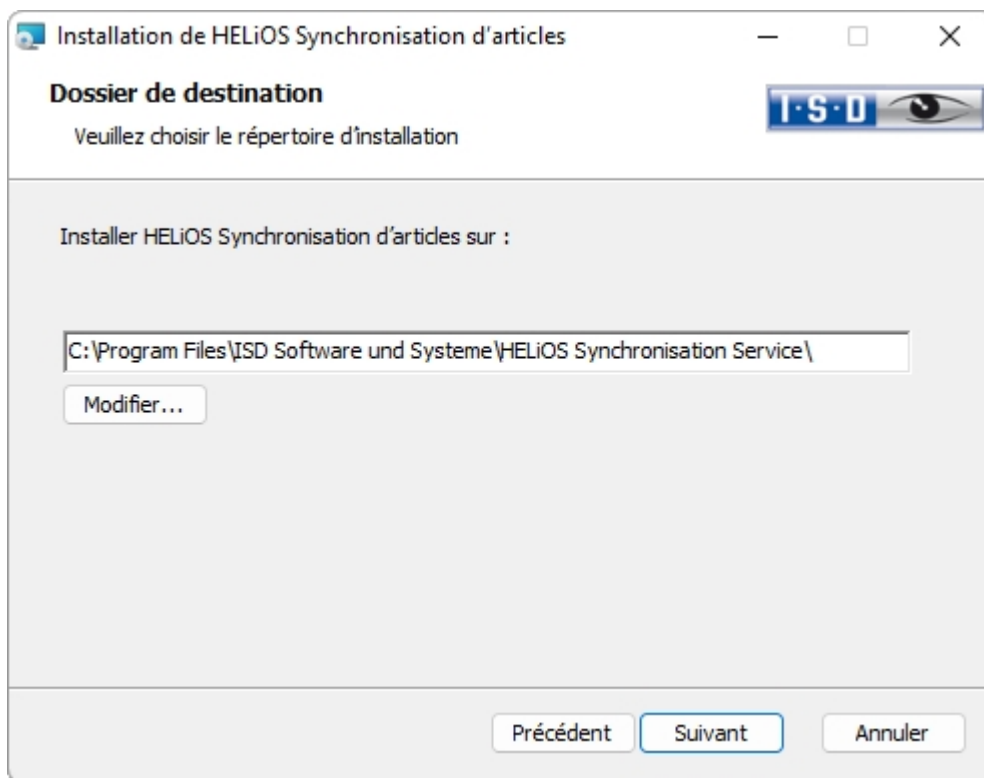 Installation de HELiOS Synchronisation d'articles
Dossier de destination
Veuillez choisir le répertoire d'installation
I·S·D
Installer HELiOS Synchronisation d'articles sur :
C:\Program Files\ISD Software und Systeme\HELiOS Synchronisation Service\
Modifier...
Précédent
Suivant
Annuler